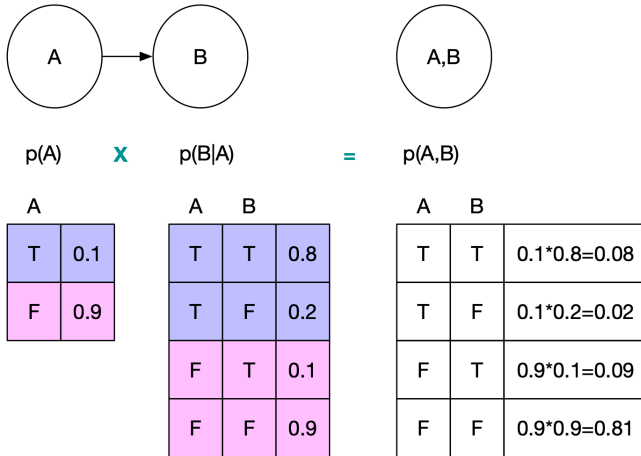 A B A,B
p(A) x p(B|A) = p(A,B)
A A B A B
T 0.1 T T 0.8 T T 0.1*0.8=0.08
F 0.9 T F 0.2 T F 0.1*0.2=0.02
F T 0.1 F T 0.9*0.1=0.09
F F 0.9 F F 0.9*0.9=0.81